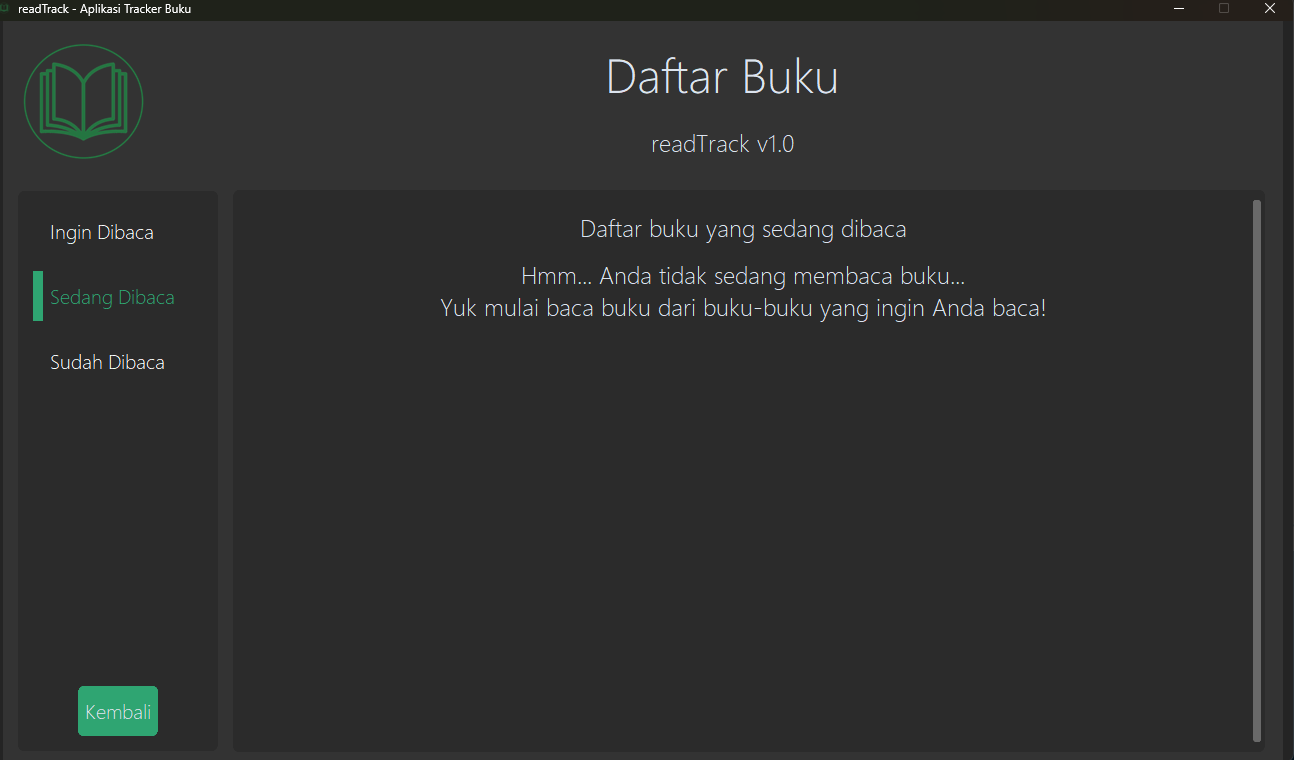 readTrack - Aplikasi Tracker Buku
Daftar Buku
readTrack v1.0
Ingin Dibaca
Sedang Dibaca
Sudah Dibaca
Kembali
Daftar buku yang sedang dibaca
Hmm... Anda tidak sedang membaca buku...
Yuk mulai baca buku dari buku-buku yang ingin Anda baca!